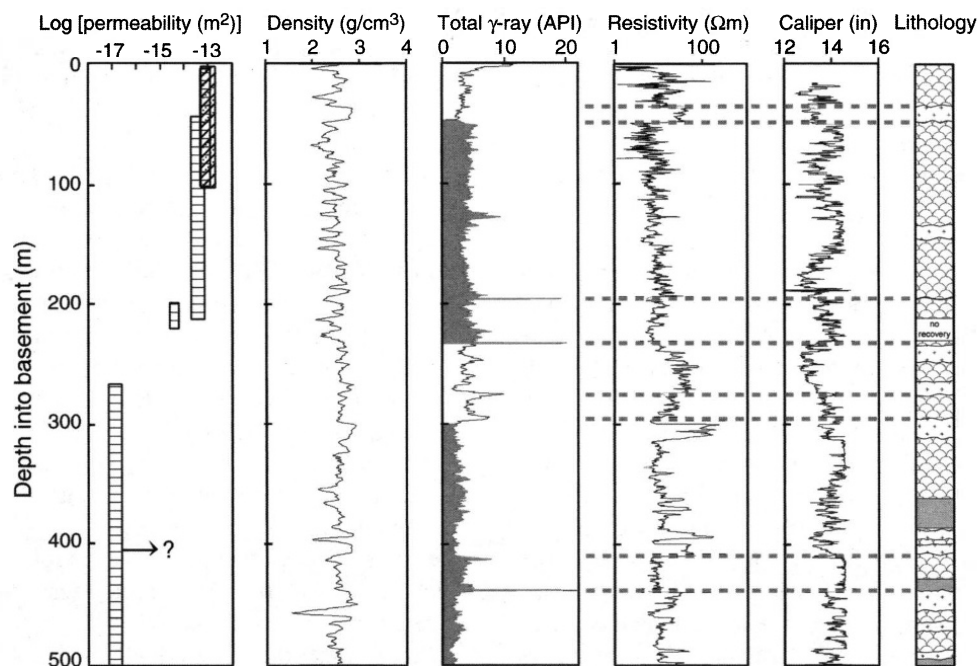 Log [permeability (m²)] Density (g/cm³) Total γ-ray (API) Resistivity (Ωm) Caliper (in) Lithology
-17 -15 -13 1 2 3 4 0 10 20 1 100 12 14 16
0
100
200
no
recovery
300
400
?
500
Depth into basement (m)